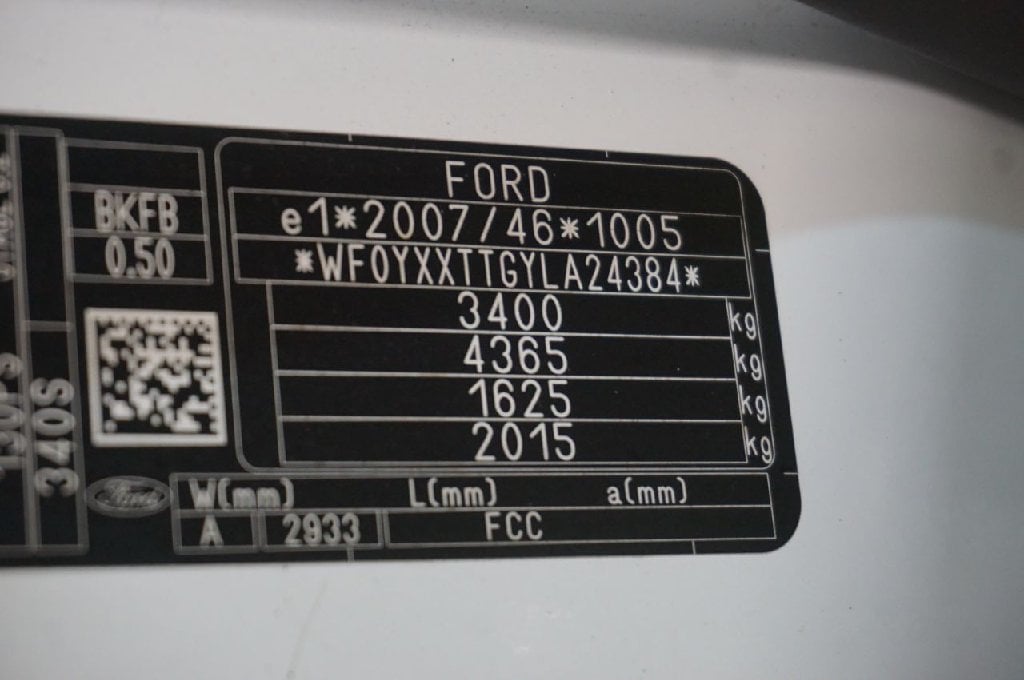 FORD
e1*2007/46*1005
*WF0YXXTTGYLA24384*
3400 kg
4365 kg
1625 kg
2015 kg
BKFB
0.50
340S
Ford
W(mm) L(mm) a(mm)
A 2933 FCC